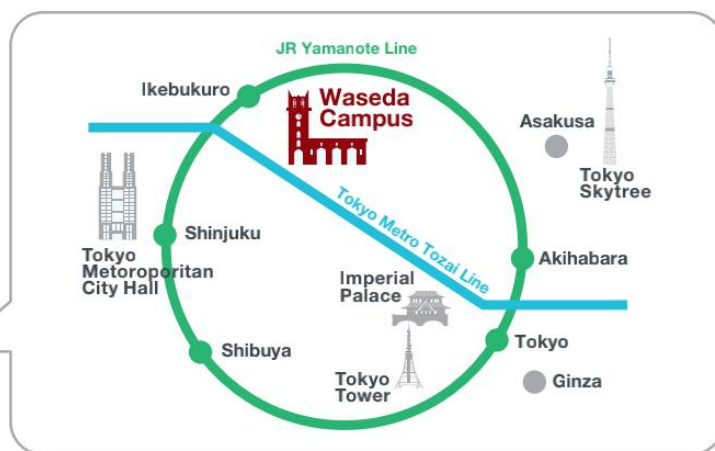 JR Yamanote Line
Ikebukuro
Waseda
Campus
Asakusa
Tokyo
Skytree
Tokyo Metro Tozai Line
Shinjuku
Tokyo
Metoroporitan
City Hall
Akihabara
Imperial
Palace
Tokyo
Shibuya
Tokyo
Tower
Ginza